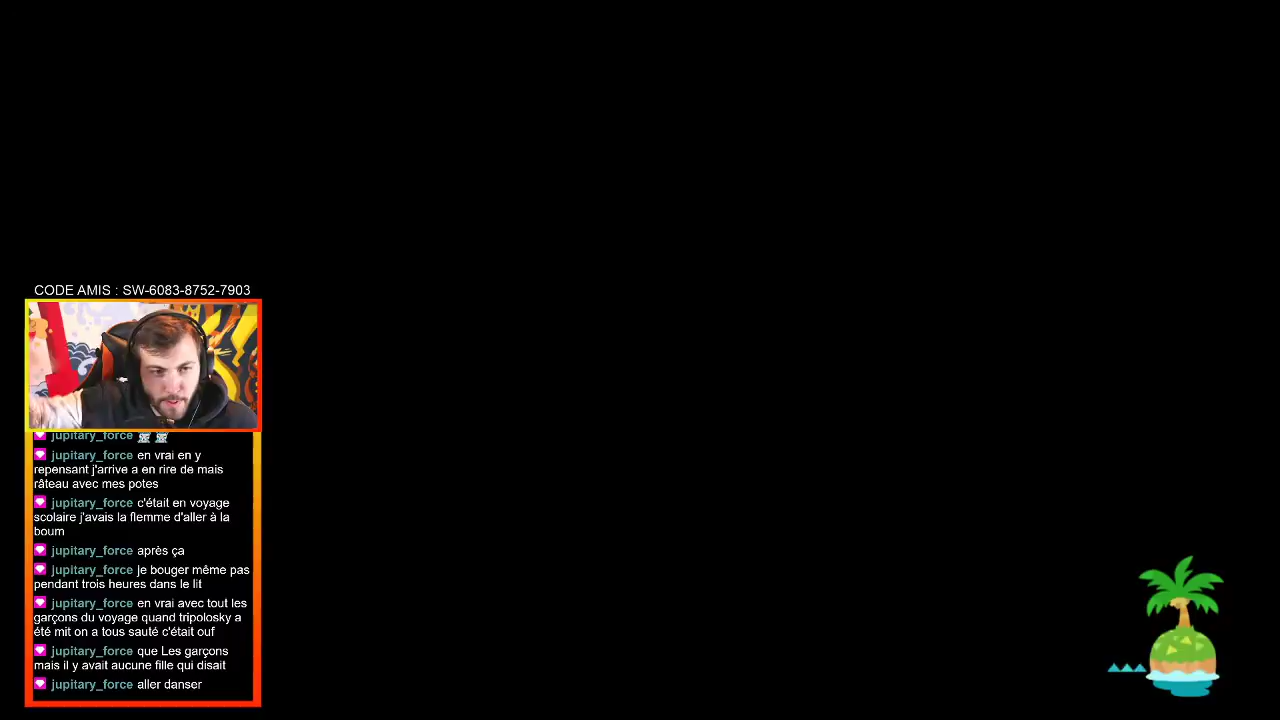 CODE AMIS : SW-6083-8752-7903
jupitary_force
jupitary_force en vrai en y
repensant j'arrive a en rire de mais
râteau avec mes potes
jupitary_force c'était en voyage
scolaire j'avais la flemme d'aller à la
boum
jupitary_force après ça
jupitary_force je bouger même pas
pendant trois heures dans le lit
jupitary_force en vrai avec tout les
garçons du voyage quand tripolosky a
été mit on a tous sauté c'était ouf
jupitary_force que Les garçons
mais il y avait aucune fille qui disait
jupitary_force aller danser